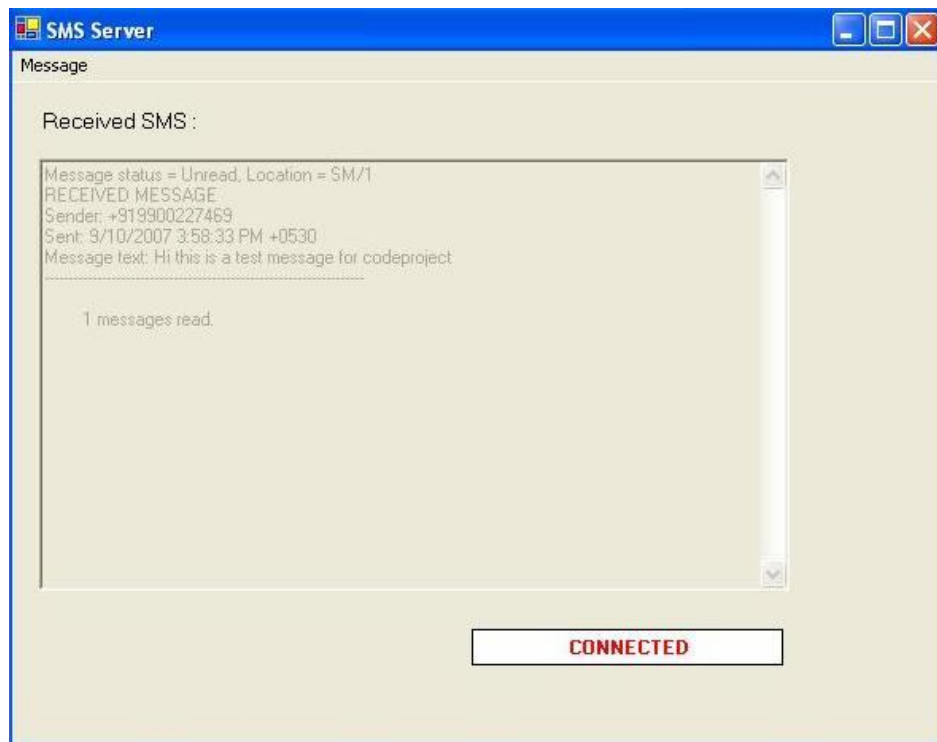 SMS Server
Message
Received SMS :
Message status = Unread, Location = SM/1
RECEIVED MESSAGE
Sender: +919900227469
Sent: 9/10/2007 3:58:33 PM +0530
Message text: Hi this is a test message for codeproject
------------------------------------------------------------------------
1 messages read.
CONNECTED